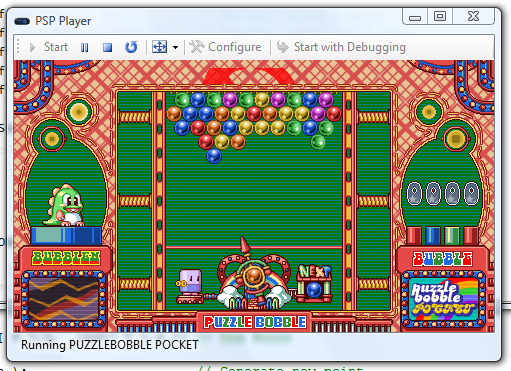 PSP Player
Start
Configure
Start with Debugging
0000
BUBBLEN
BUBBLE
NEXT
puzzle
bobble
POCKET
PUZZLE BOBBLE
Running PUZZLEBOBBLE POCKET
// Generate new point